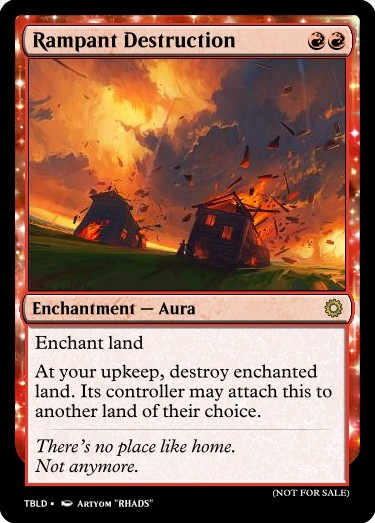 Rampant Destruction
Enchantment — Aura
Enchant land
At your upkeep, destroy enchanted
land. Its controller may attach this to
another land of their choice.
There's no place like home.
Not anymore.
(NOT FOR SALE)
TBLD • Artyom "RHADS"